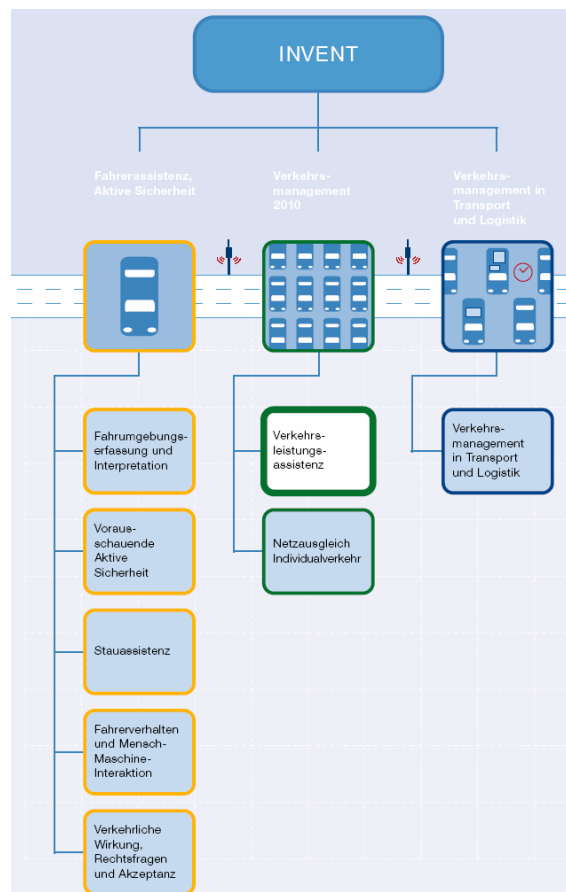 INVENT
Fahrerassistenz,
Aktive Sicherheit
Verkehrs-
management
2010
Verkehrs-
management in
Transport
und Logistik
Fahrumgebungs-
erfassung und
Interpretation
Voraus-
schauende
Aktive
Sicherheit
Stauassistenz
Fahrerverhalten
und Mensch-
Maschine-
Interaktion
Verkehrliche
Wirkung,
Rechtsfragen
und Akzeptanz
Verkehrs-
leistungs-
assistenz
Netzausgleich
Individualverkehr
Verkehrs-
management
in Transport
und Logistik